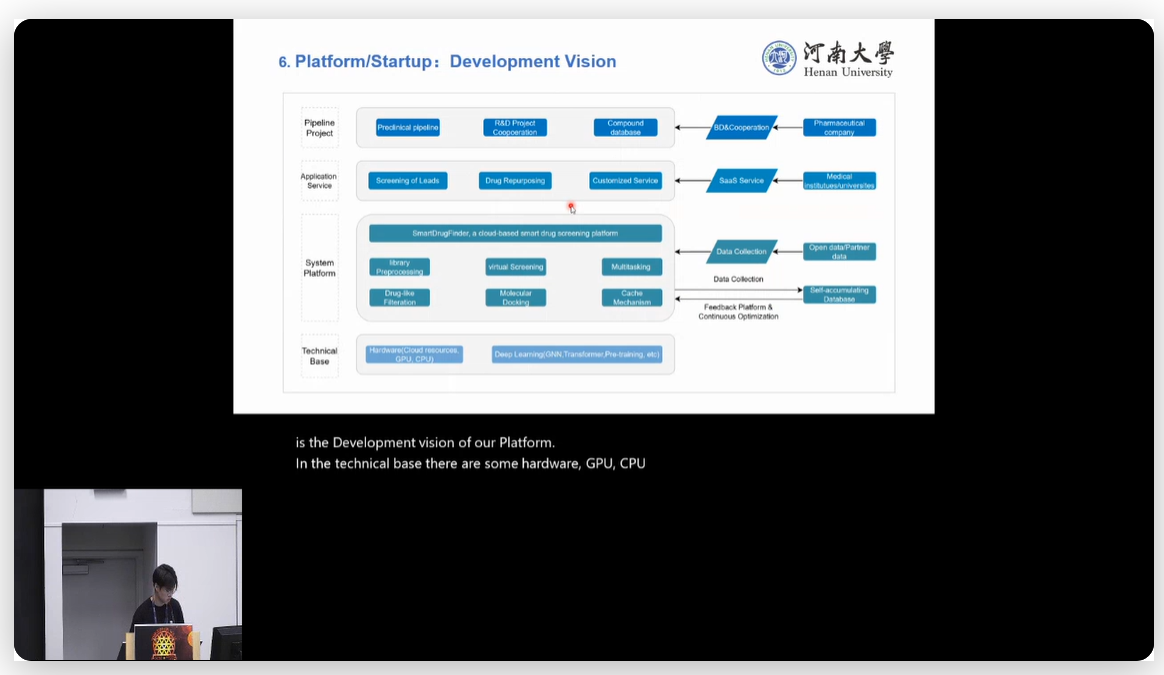 6. Platform/Startup：Development Vision
河南大學
Henan University
Pipeline
Project
Preclinical pipeline
R&D Project
Coopoeration
Compound
database
BD&Cooperation
Pharmaceutical
company
Application
Service
Screening of Leads
Drug Repurposing
Customized Service
SaaS Service
Medical
institutues/universites
System
Platform
SmartDrugFinder, a cloud-based smart drug screening platform
library
Preprocessing
virtual Screening
Multitasking
Drug-like
Filteration
Molecular
Docking
Cache
Mechanism
Data Collection
Open data/Partner
data
Data Collection
Self-accumulating
Database
Feedback Platform &
Continuous Optimization
Technical
Base
Hardware(Cloud resources,
GPU, CPU)
Deep Learning(GNN,Transformer,Pre-training, etc)
is the Development vision of our Platform.
In the technical base there are some hardware, GPU, CPU